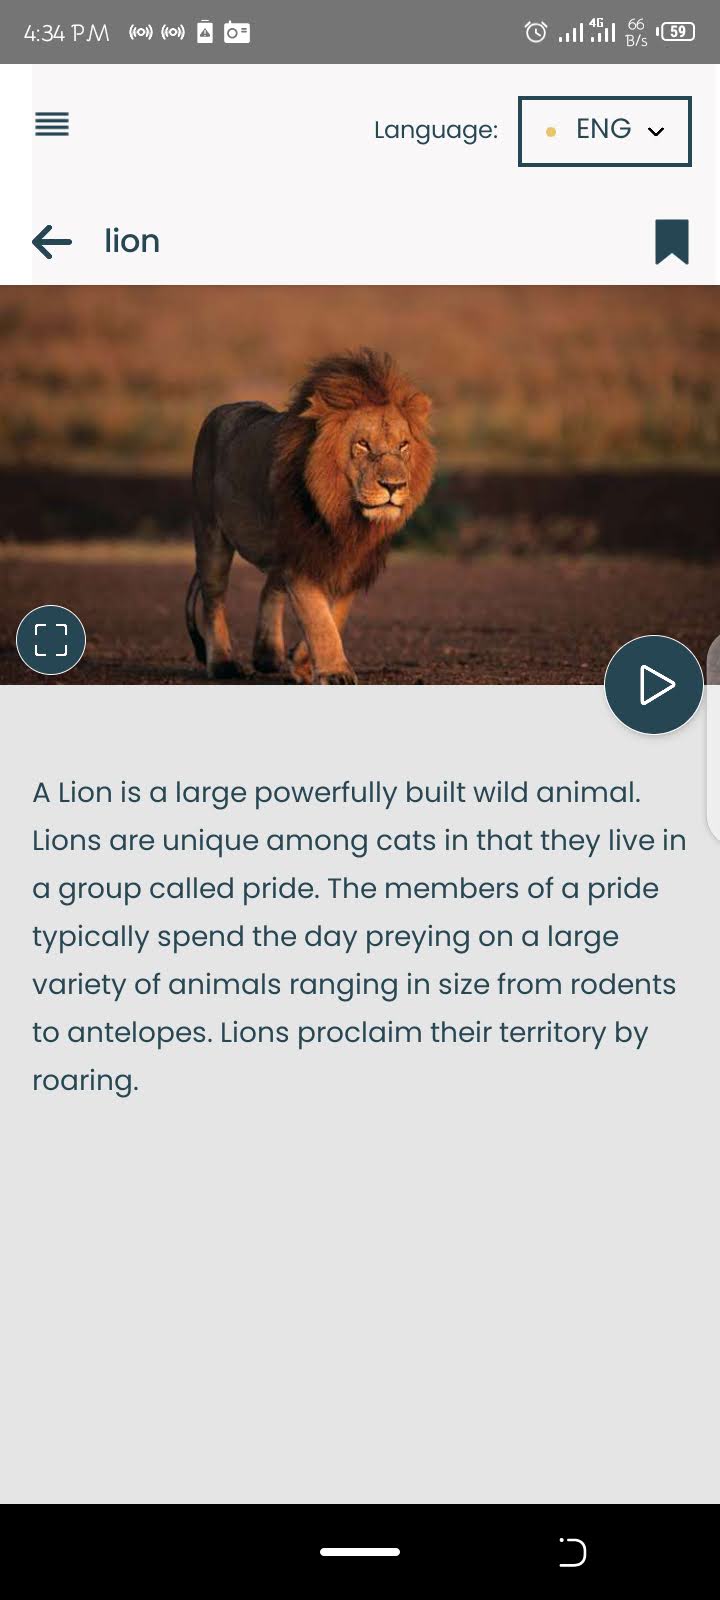 4:34 PM 4G 66 B/s 59
Language: ENG
lion
A Lion is a large powerfully built wild animal.
Lions are unique among cats in that they live in
a group called pride. The members of a pride
typically spend the day preying on a large
variety of animals ranging in size from rodents
to antelopes. Lions proclaim their territory by
roaring.